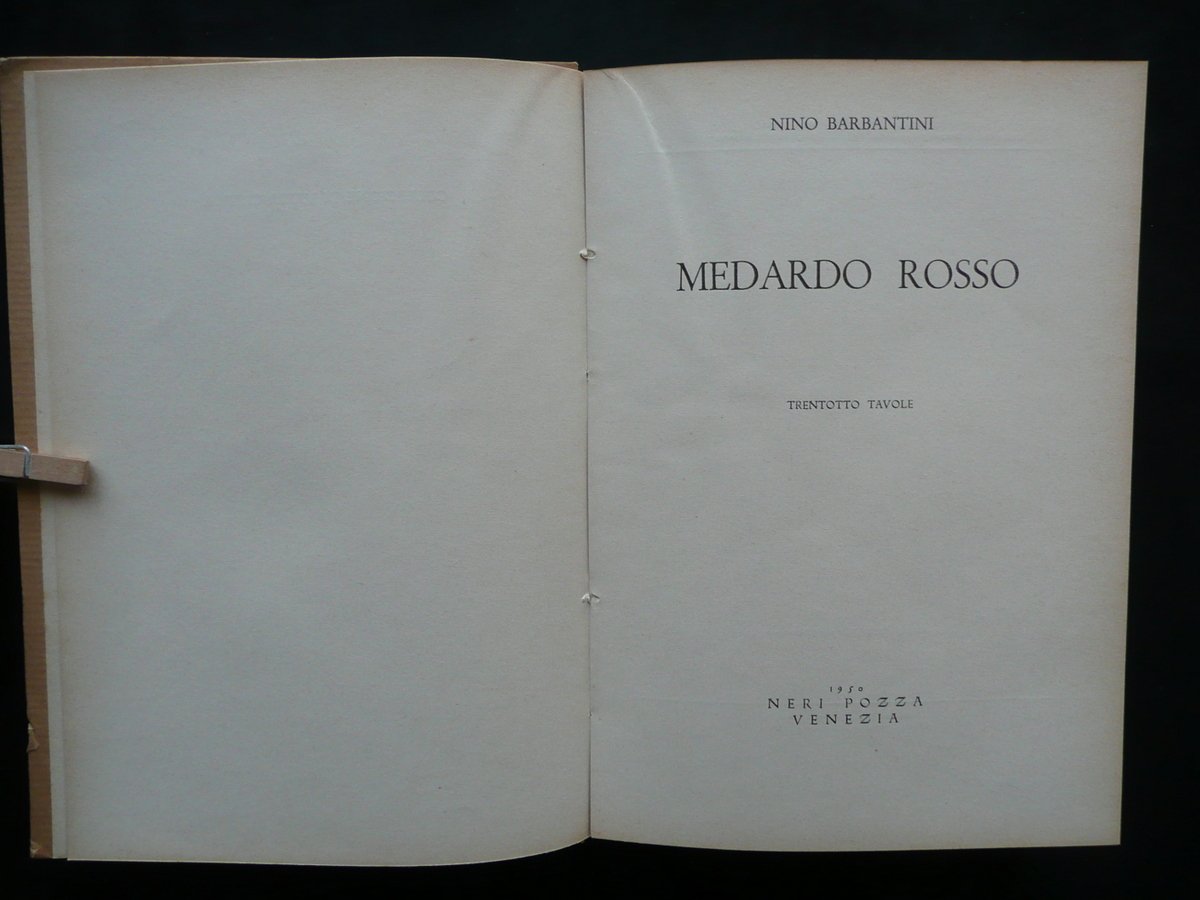 NINO BARBANTINI
MEDARDO ROSSO
TRENTOTTO TAVOLE
1950
NERI POZZA
VENEZIA